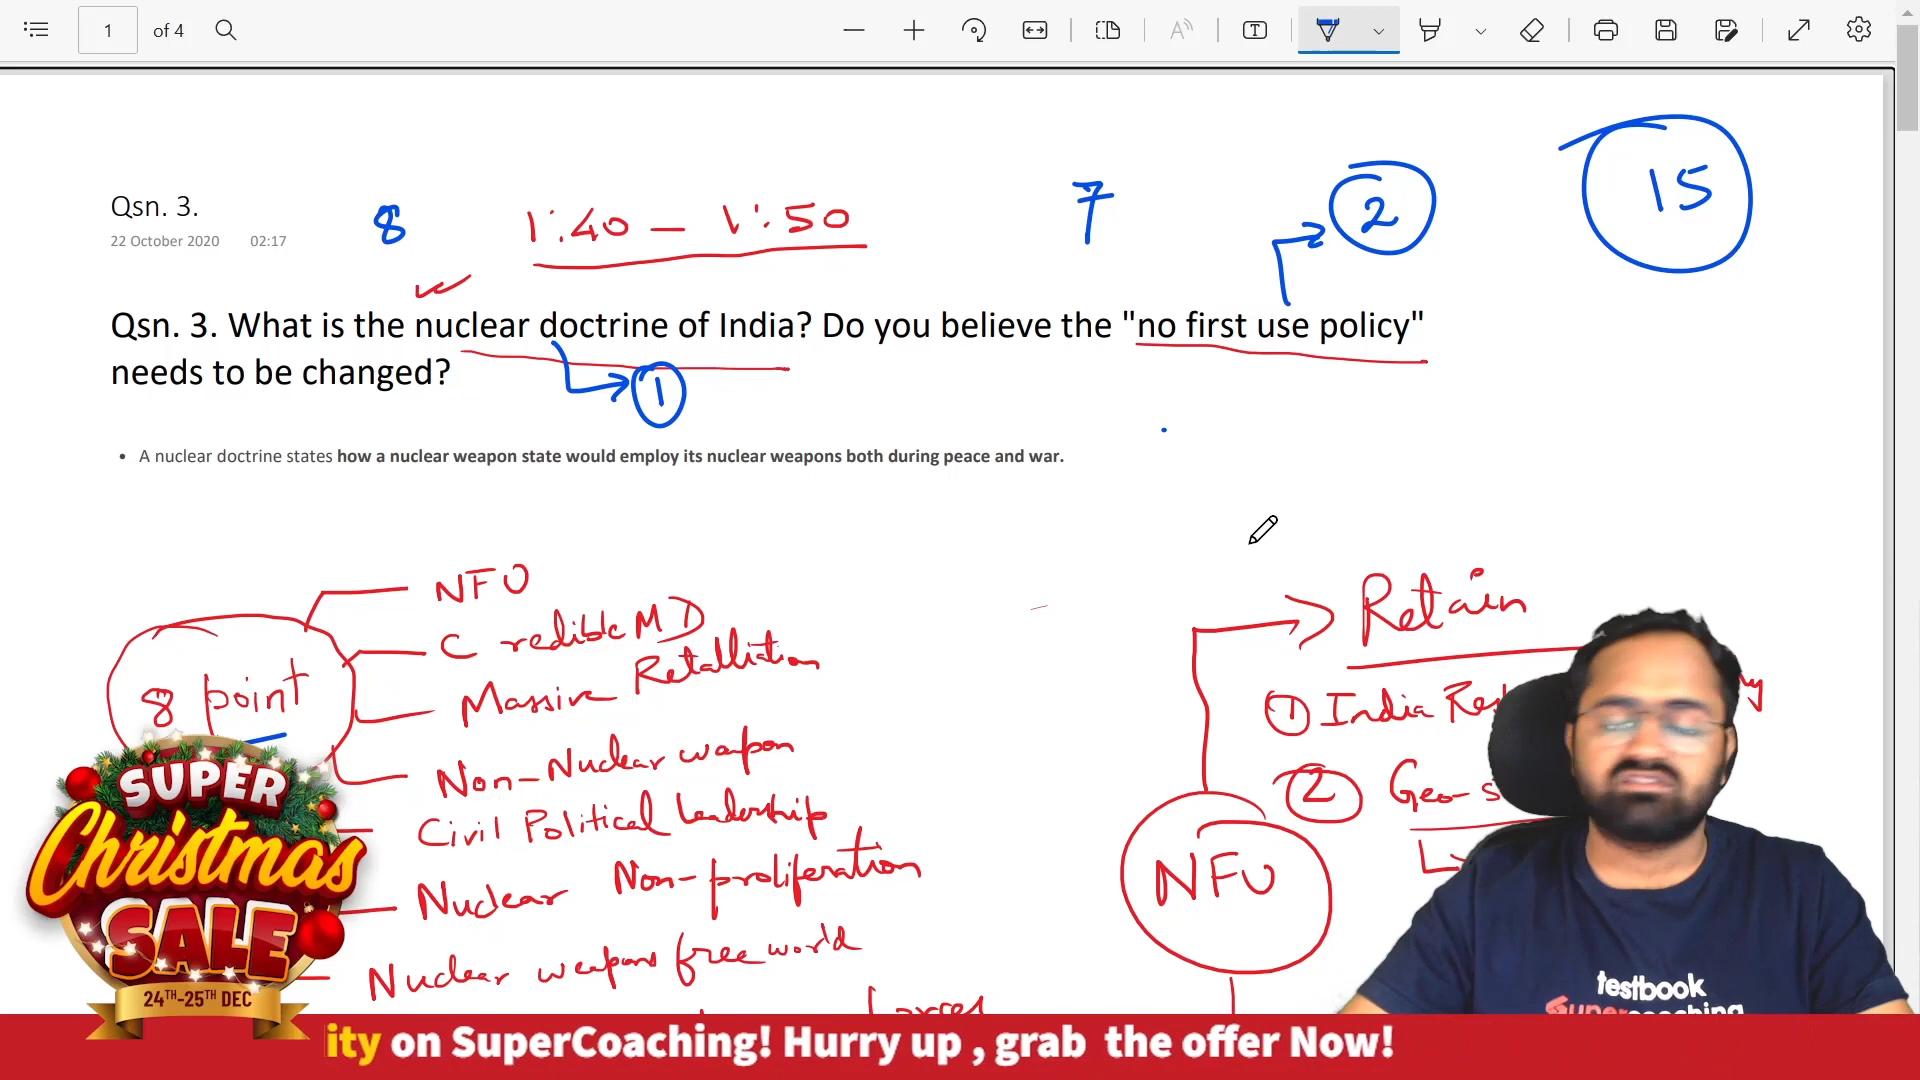 1 of 4
15
2
7
8 1:40 - 1:50
Qsn. 3.
22 October 2020 02:17
Qsn. 3. What is the nuclear doctrine of India? Do you believe the "no first use policy"
needs to be changed?
1
• A nuclear doctrine states how a nuclear weapon state would employ its nuclear weapons both during peace and war.
NFU
Credible MD
Massive Retalliation
8 point
Non-Nuclear weapon
Civil Political Leadership
Nuclear Non-proliferation
Nuclear weapons free world
Retain
① India
② Geo-s
NFU
SUPER
Christmas
SALE
24TH-25TH DEC
testbook
Supercoaching
ity on SuperCoaching! Hurry up , grab the offer Now!